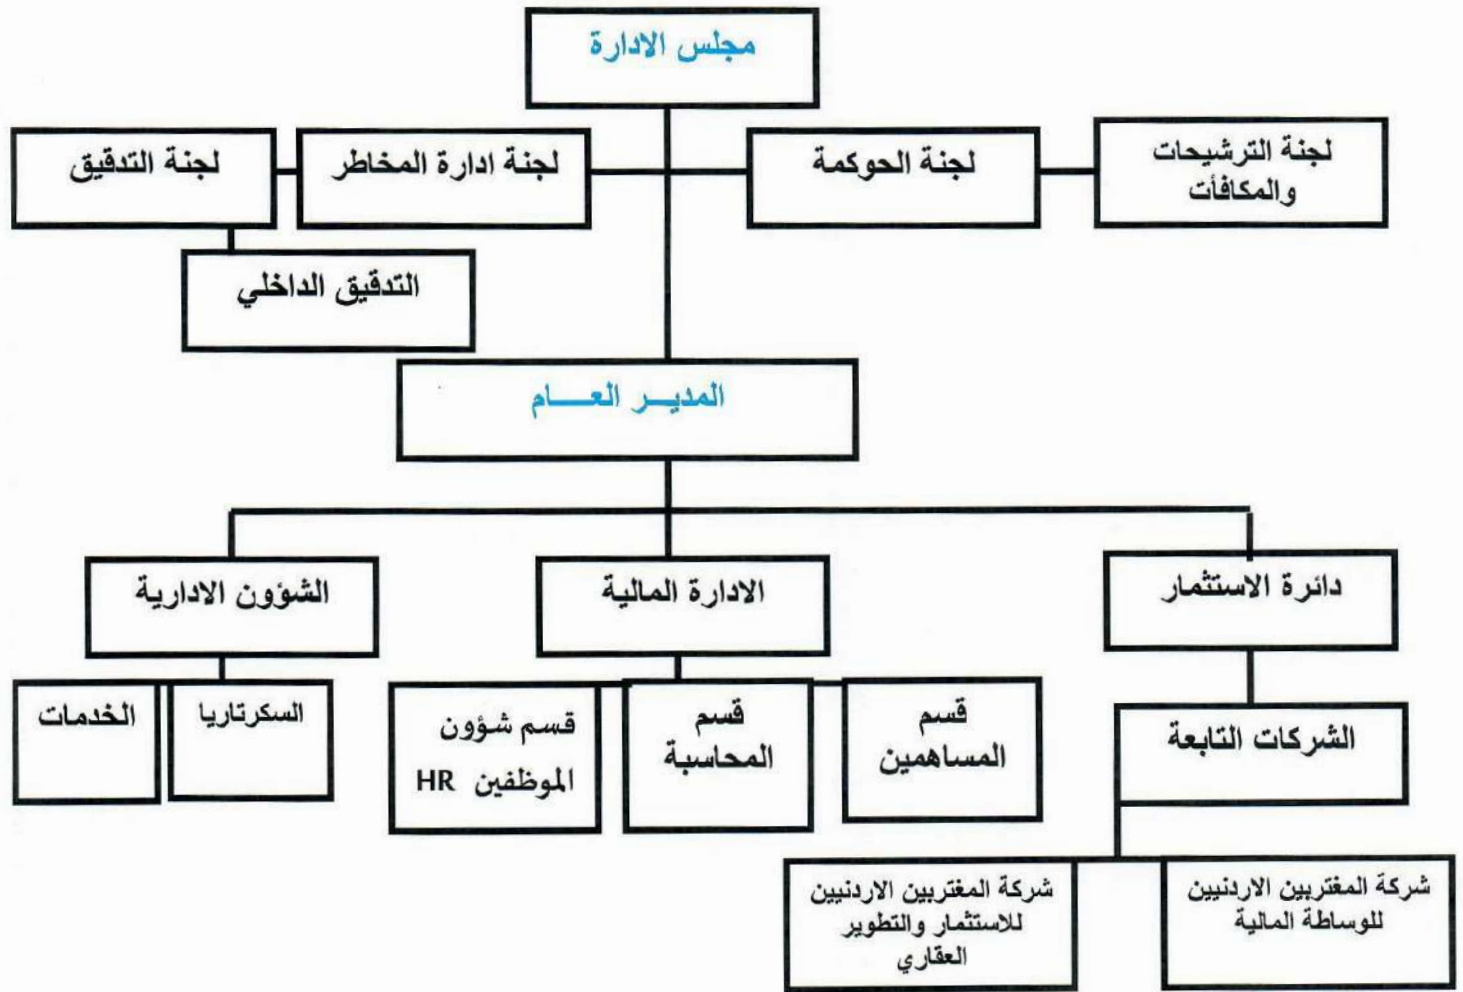 مجلس الادارة
لجنة الترشيحات
والمكافأت
لجنة الحوكمة
لجنة ادارة المخاطر
لجنة التدقيق
التدقيق الداخلي
المديـــر العـــــام
دائرة الاستثمار
الادارة المالية
الشؤون الادارية
الشركات التابعة
قسم
المساهمين
قسم
المحاسبة
قسم شؤون
الموظفين HR
السكرتاريا
الخدمات
شركة المغتربين الاردنيين
للوساطة المالية
شركة المغتربين الاردنيين
للاستثمار والتطوير
العقاري